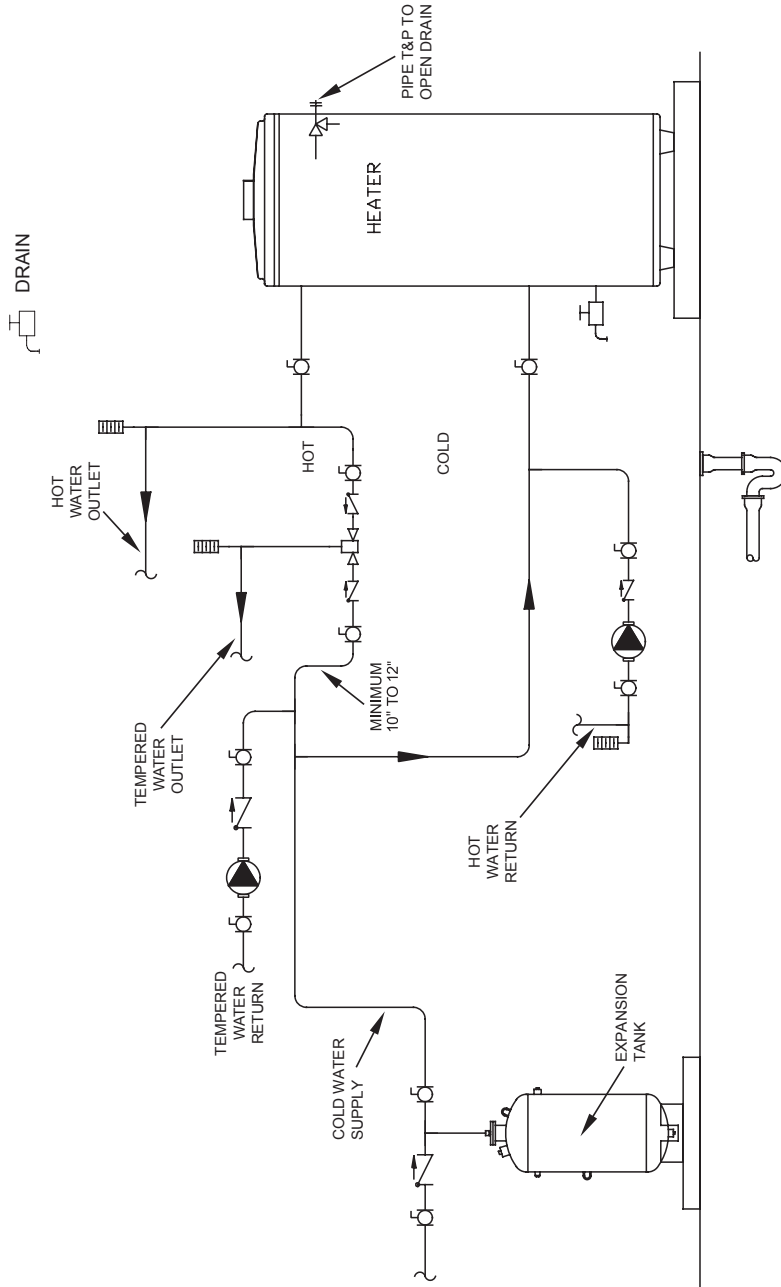 DRAIN
PIPE T&P TO
OPEN DRAIN
HEATER
HOT
WATER
OUTLET
HOT
COLD
TEMPERED
WATER
OUTLET
MINIMUM
10" TO 12"
HOT
WATER
RETURN
TEMPERED
WATER
RETURN
COLD WATER
SUPPLY
EXPANSION
TANK